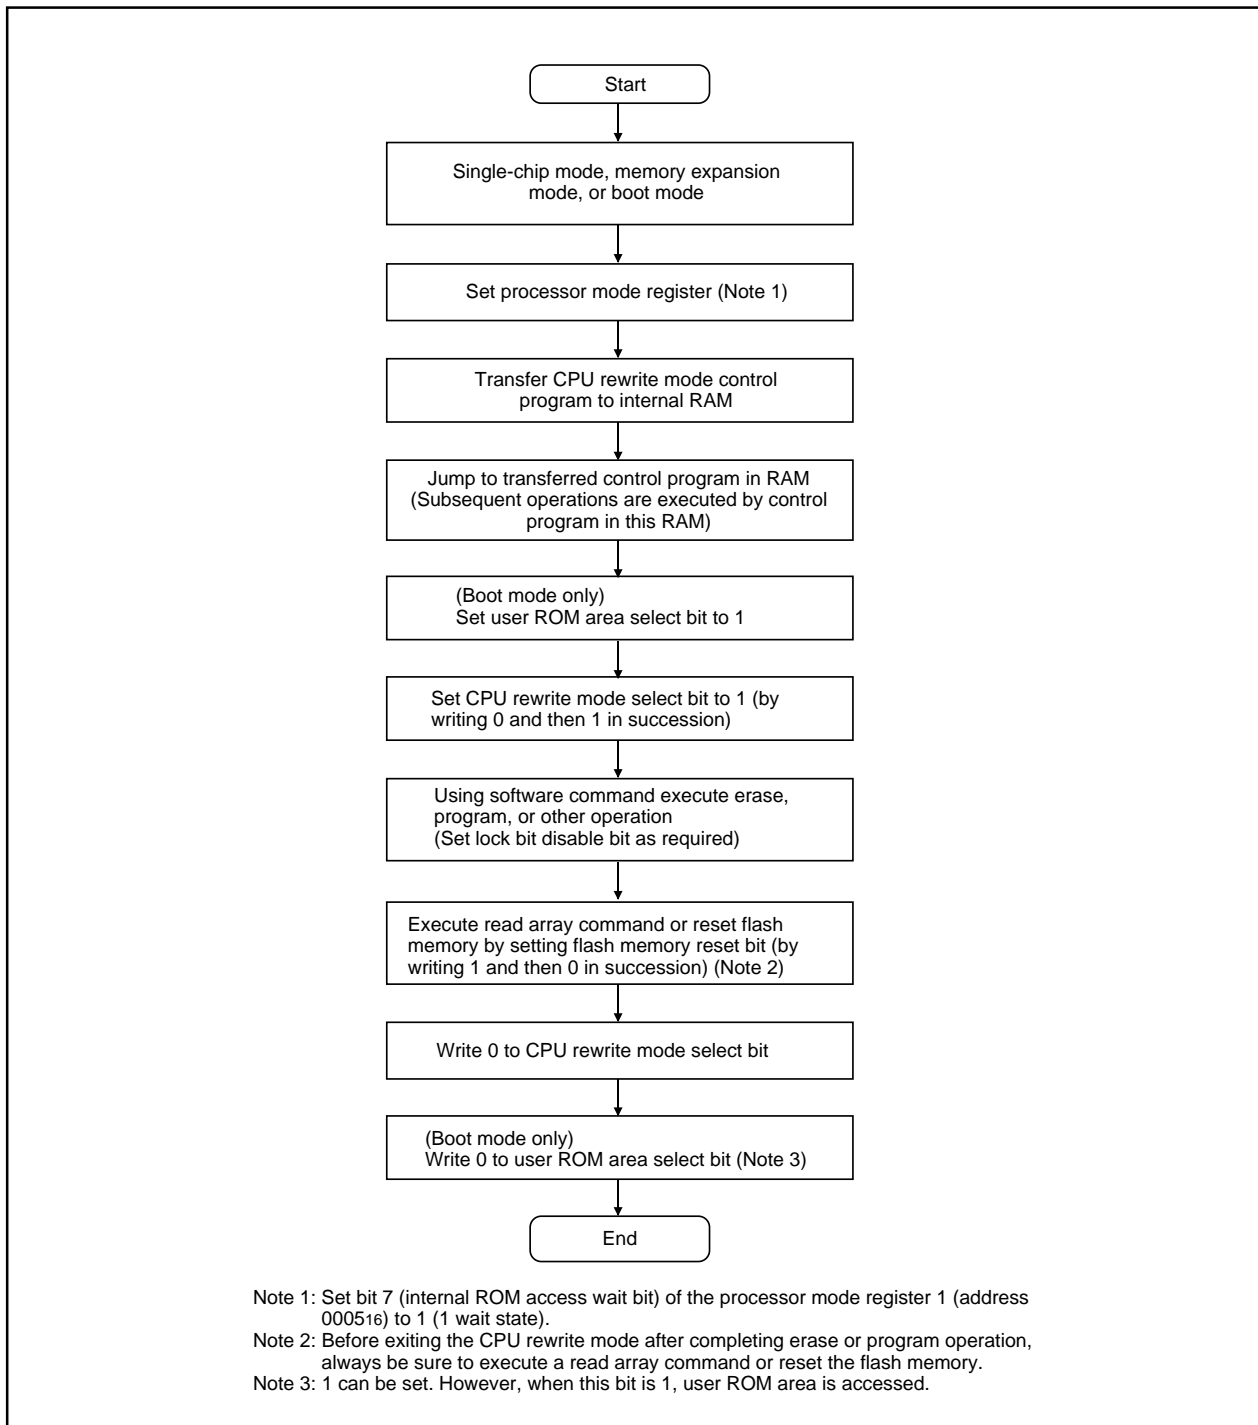 Start
Single-chip mode, memory expansion
mode, or boot mode
Set processor mode register (Note 1)
Transfer CPU rewrite mode control
program to internal RAM
Jump to transferred control program in RAM
(Subsequent operations are executed by control
program in this RAM)
(Boot mode only)
Set user ROM area select bit to 1
Set CPU rewrite mode select bit to 1 (by
writing 0 and then 1 in succession)
Using software command execute erase,
program, or other operation
(Set lock bit disable bit as required)
Execute read array command or reset flash
memory by setting flash memory reset bit (by
writing 1 and then 0 in succession) (Note 2)
Write 0 to CPU rewrite mode select bit
(Boot mode only)
Write 0 to user ROM area select bit (Note 3)
End
Note 1: Set bit 7 (internal ROM access wait bit) of the processor mode register 1 (address
000516) to 1 (1 wait state).
Note 2: Before exiting the CPU rewrite mode after completing erase or program operation,
always be sure to execute a read array command or reset the flash memory.
Note 3: 1 can be set. However, when this bit is 1, user ROM area is accessed.